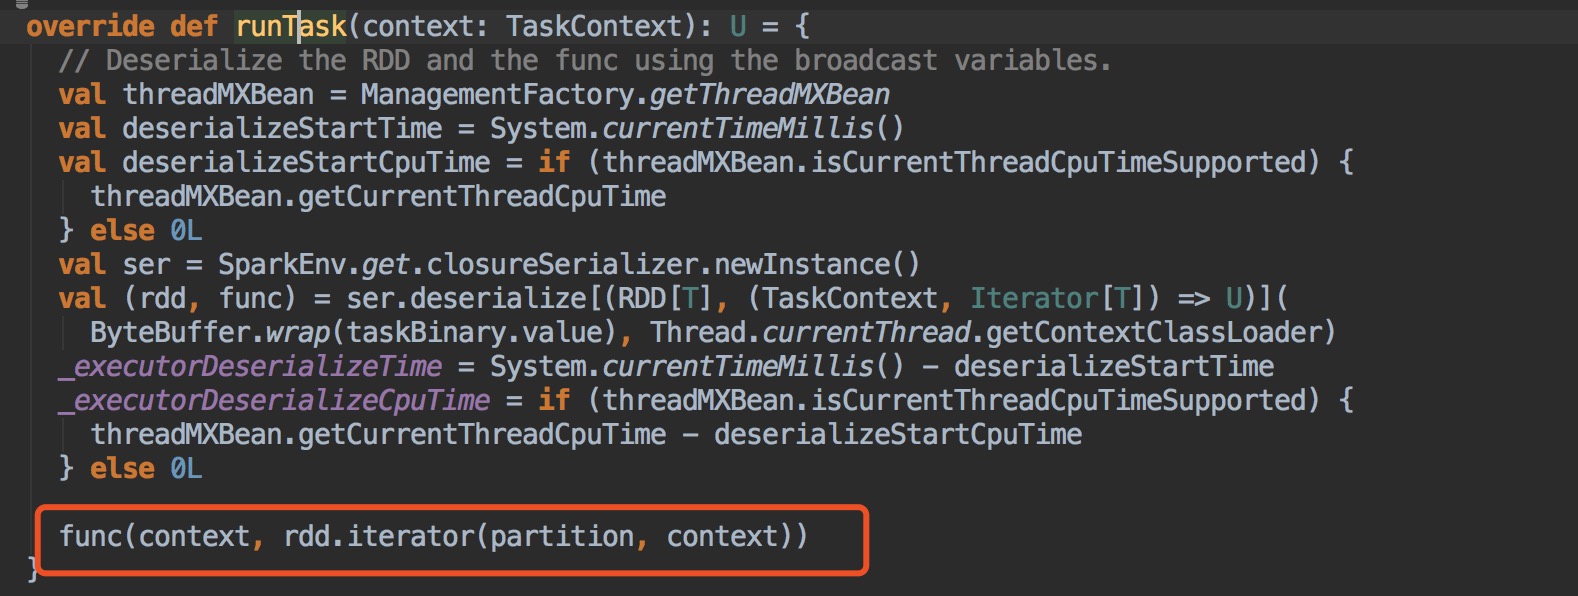 override def runTask(context: TaskContext): U = {
// Deserialize the RDD and the func using the broadcast variables.
val threadMXBean = ManagementFactory.getThreadMXBean
val deserializeStartTime = System.currentTimeMillis()
val deserializeStartCpuTime = if (threadMXBean.isCurrentThreadCpuTimeSupported) {
threadMXBean.getCurrentThreadCpuTime
} else 0L
val ser = SparkEnv.get.closureSerializer.newInstance()
val (rdd, func) = ser.deserialize[(RDD[T], (TaskContext, Iterator[T]) => U)](
ByteBuffer.wrap(taskBinary.value), Thread.currentThread.getContextClassLoader)
_executorDeserializeTime = System.currentTimeMillis() - deserializeStartTime
_executorDeserializeCpuTime = if (threadMXBean.isCurrentThreadCpuTimeSupported) {
threadMXBean.getCurrentThreadCpuTime - deserializeStartCpuTime
} else 0L
func(context, rdd.iterator(partition, context))
}